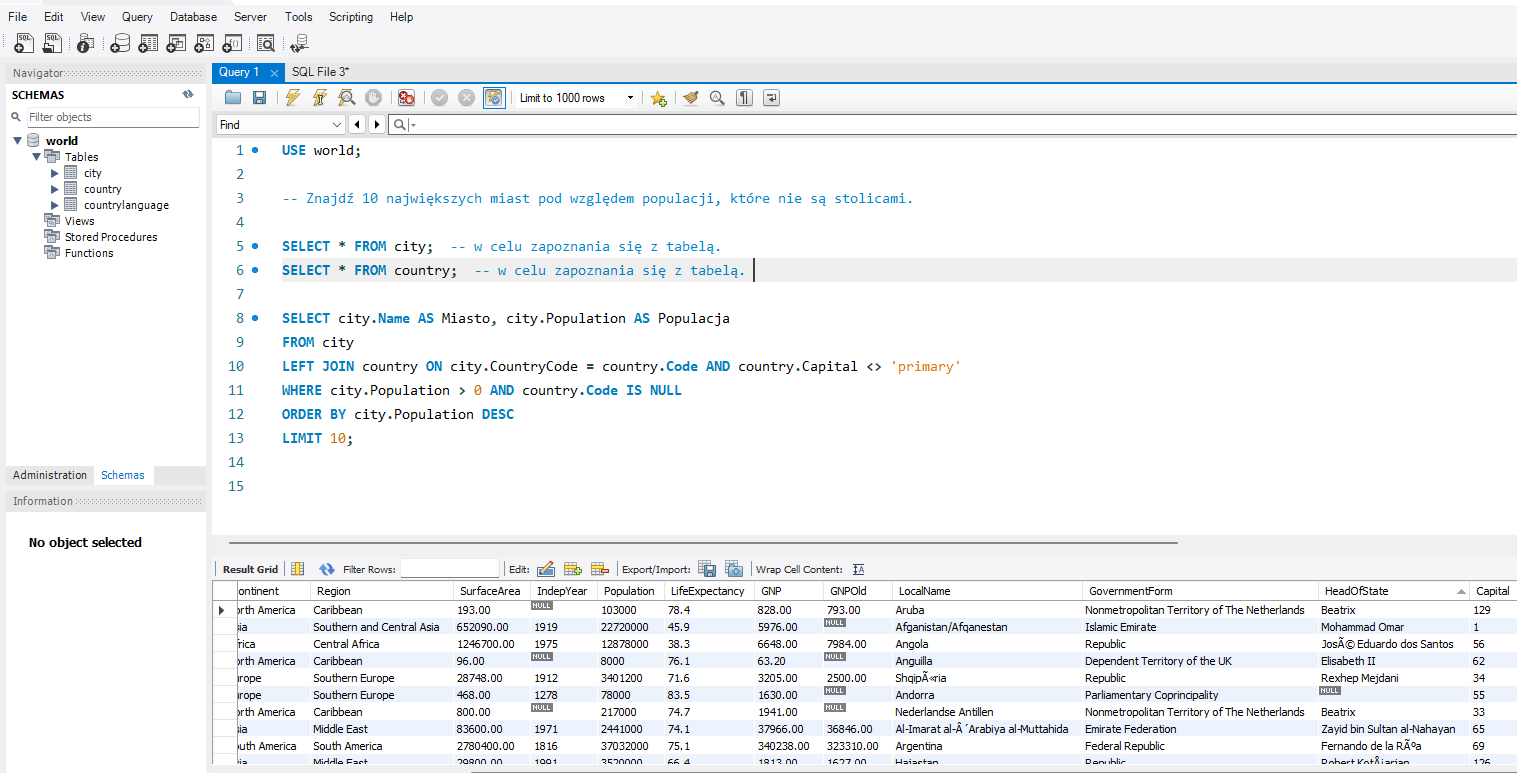 File Edit View Query Database Server Tools Scripting Help
Navigator
SCHEMAS
Filter objects
world
Tables
city
country
countrylanguage
Views
Stored Procedures
Functions
Administration Schemas
Information
No object selected
Query 1 SQL File 3*
Limit to 1000 rows
Find
1 USE world;
2
3 -- Znajdź 10 największych miast pod względem populacji, które nie są stolicami.
4
5 SELECT * FROM city;  -- w celu zapoznania się z tabelą.
6 SELECT * FROM country;  -- w celu zapoznania się z tabelą.
7
8 SELECT city.Name AS Miasto, city.Population AS Populacja
9 FROM city
10 LEFT JOIN country ON city.CountryCode = country.Code AND country.Capital <> 'primary'
11 WHERE city.Population > 0 AND country.Code IS NULL
12 ORDER BY city.Population DESC
13 LIMIT 10;
14
15
Result Grid Filter Rows: Edit: Export/Import: Wrap Cell Content:
ontinent Region SurfaceArea IndepYear Population LifeExpectancy GNP GNPOld LocalName GovernmentForm HeadOfState Capital
rth America Caribbean 193.00 NULL 103000 78.4 828.00 793.00 Aruba Nonmetropolitan Territory of The Netherlands Beatrix 129
ia Southern and Central Asia 652090.00 1919 22720000 45.9 5976.00 NULL Afganistan/Afqanestan Islamic Emirate Mohammad Omar 1
rica Central Africa 1246700.00 1975 12878000 38.3 6648.00 7984.00 Angola Republic JosÃ© Eduardo dos Santos 56
rth America Caribbean 96.00 NULL 8000 76.1 63.20 NULL Anguilla Dependent Territory of the UK Elisabeth II 62
rope Southern Europe 28748.00 1912 3401200 71.6 3205.00 2500.00 ShqipÃ«ria Republic Rexhep Mejdani 34
rope Southern Europe 468.00 1278 78000 83.5 1630.00 NULL Andorra Parliamentary Coprincipality NULL 55
rth America Caribbean 800.00 NULL 217000 74.7 1941.00 NULL Nederlandse Antillen Nonmetropolitan Territory of The Netherlands Beatrix 33
ia Middle East 83600.00 1971 2441000 74.1 37966.00 36846.00 Al-Imarat al-Â´Arabiya al-Muttahida Emirate Federation Zayid bin Sultan al-Nahayan 65
uth America South America 2780400.00 1816 37032000 75.1 340238.00 323310.00 Argentina Federal Republic Fernando de la RÃºa 69
ia Middle East 29800.00 1991 3520000 66.4 1813.00 1627.00 Hajastan Republic Robert KotÅ¡arjan 126